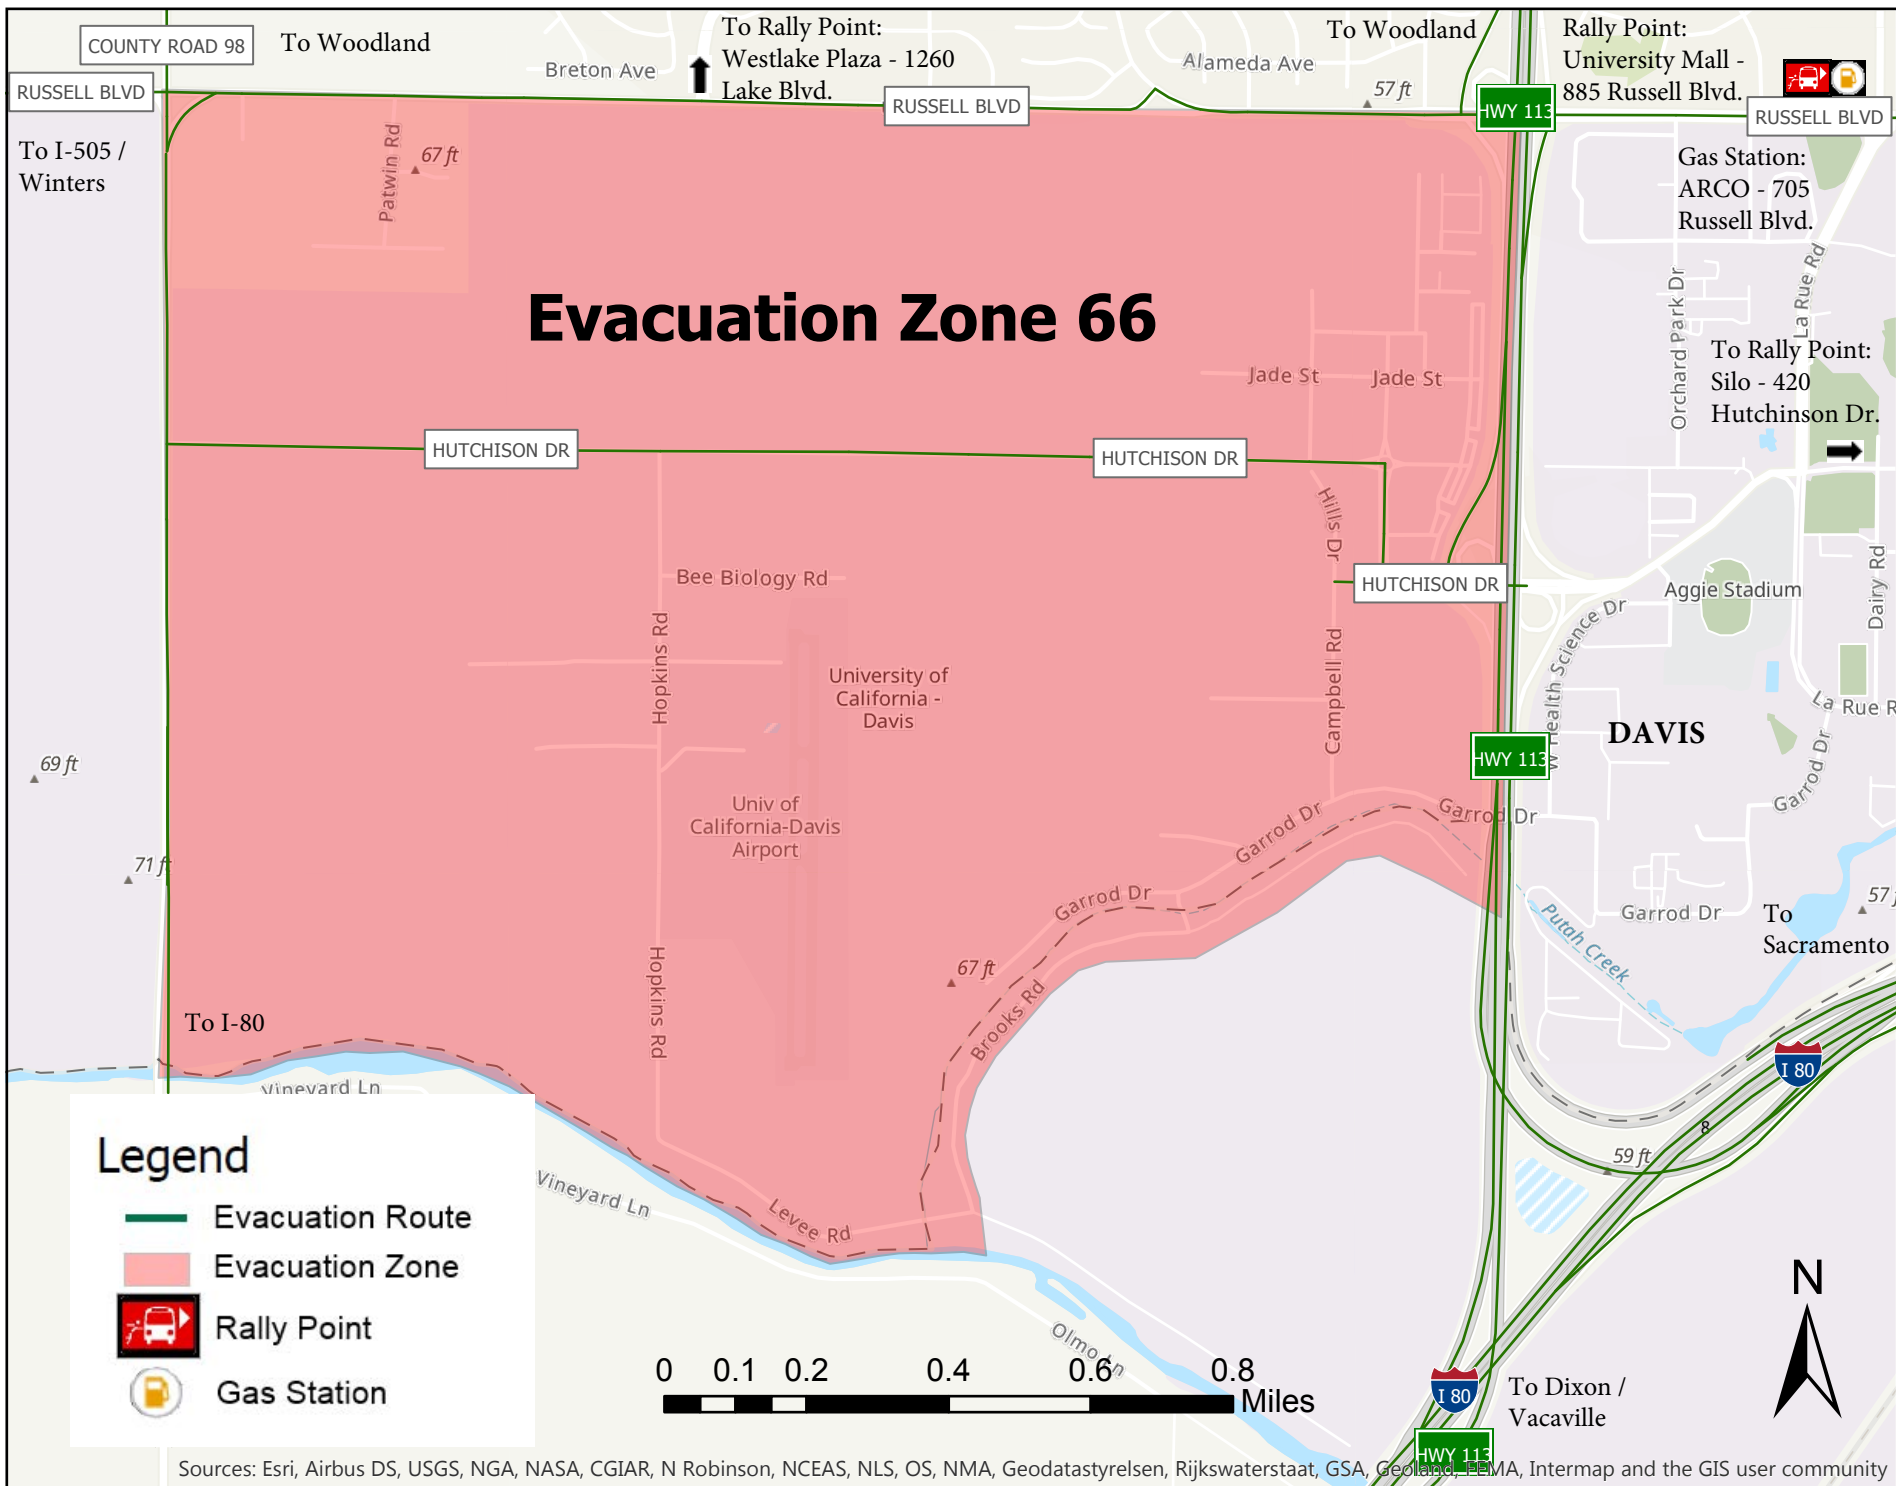 COUNTY ROAD 98
To Woodland
Breton Ave
To Rally Point:
Westlake Plaza - 1260
Lake Blvd.
Alameda Ave
To Woodland
57 ft
Rally Point:
University Mall -
885 Russell Blvd.
RUSSELL BLVD
RUSSELL BLVD
HWY 113
RUSSELL BLVD
To I-505 /
Winters
Patwin Rd
67 ft
Gas Station:
ARCO - 705
Russell Blvd.
La Rue Rd
Orchard Park Dr
Evacuation Zone 66
Jade St
Jade St
To Rally Point:
Silo - 420
Hutchinson Dr.
HUTCHISON DR
HUTCHISON DR
Hills Dr
Bee Biology Rd
HUTCHISON DR
Aggie Stadium
Dairy Rd
Hopkins Rd
University of
California -
Davis
Campbell Rd
W Health Science Dr
La Rue R
DAVIS
HWY 113
69 ft
Garrod Dr
Univ of
California-Davis
Airport
Garrod Dr
Garrod Dr
71 ft
Garrod Dr
Putah Creek
Garrod Dr
57 f
To
Sacramento
67 ft
Hopkins Rd
Brooks Rd
To I-80
I 80
Vineyard Ln
8
59 ft
Legend
Evacuation Route
Evacuation Zone
Rally Point
Gas Station
Vineyard Ln
Levee Rd
Olmo Ln
N
0 0.1 0.2 0.4 0.6 0.8
Miles
I 80
To Dixon /
Vacaville
HWY 113
Sources: Esri, Airbus DS, USGS, NGA, NASA, CGIAR, N Robinson, NCEAS, NLS, OS, NMA, Geodatastyrelsen, Rijkswaterstaat, GSA, Geoland, FEMA, Intermap and the GIS user community